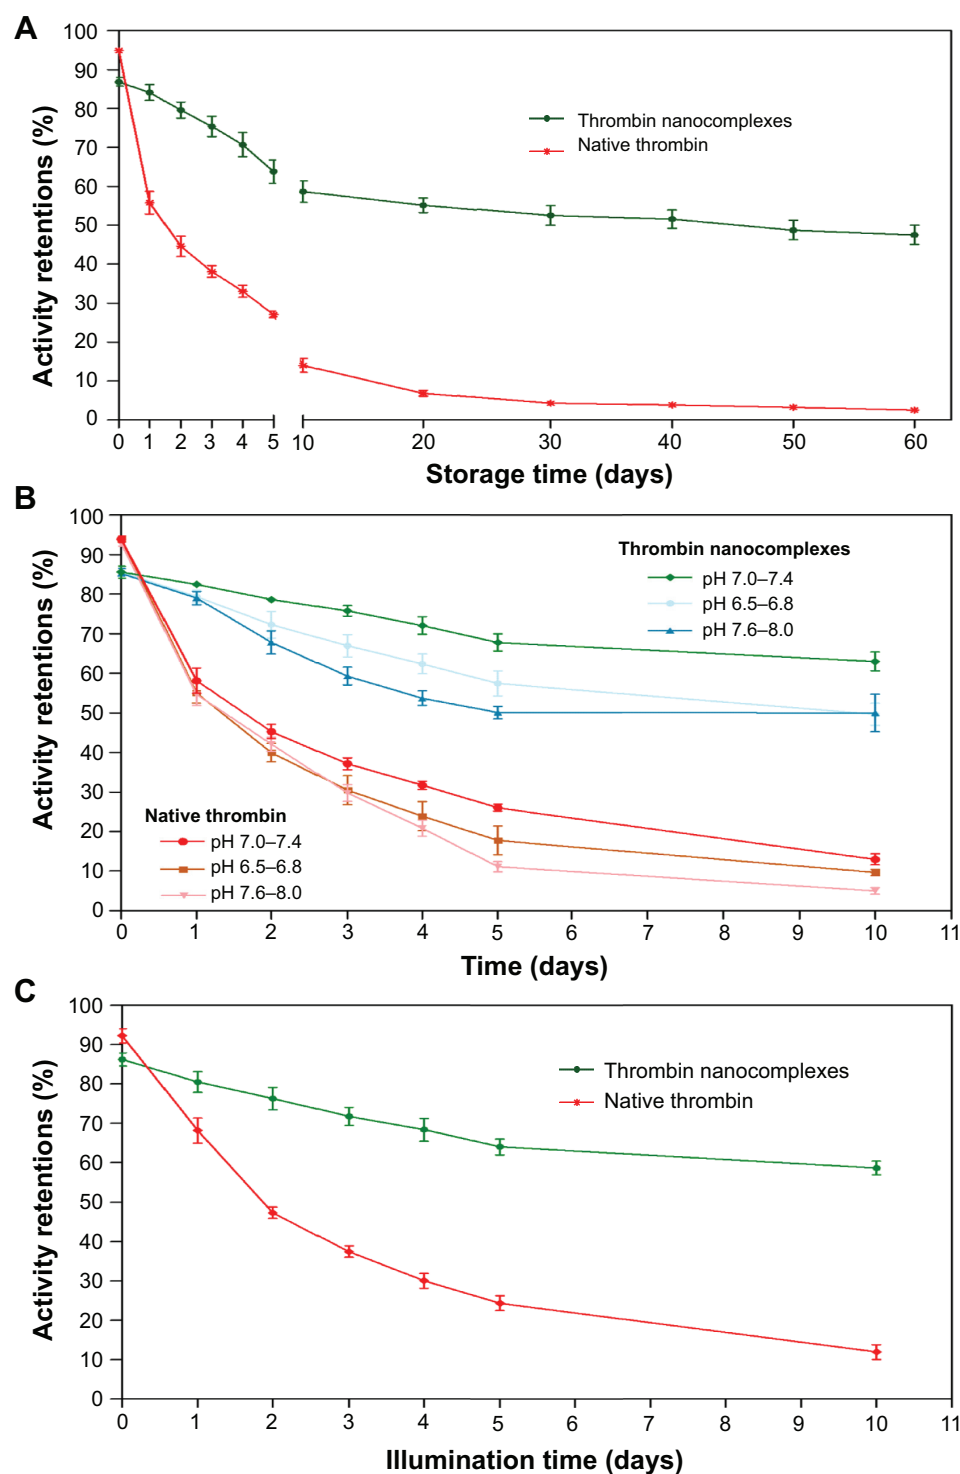 A
100
90
80
70
60
50
40
30
20
10
0
Activity retentions (%)
Thrombin nanocomplexes
Native thrombin
0 1 2 3 4 5 10 20 30 40 50 60
Storage time (days)
B
100
90
80
70
60
50
40
30
20
10
0
Activity retentions (%)
Thrombin nanocomplexes
pH 7.0–7.4
pH 6.5–6.8
pH 7.6–8.0
Native thrombin
pH 7.0–7.4
pH 6.5–6.8
pH 7.6–8.0
0 1 2 3 4 5 6 7 8 9 10 11
Time (days)
C
100
90
80
70
60
50
40
30
20
10
0
Activity retentions (%)
Thrombin nanocomplexes
Native thrombin
0 1 2 3 4 5 6 7 8 9 10 11
Illumination time (days)